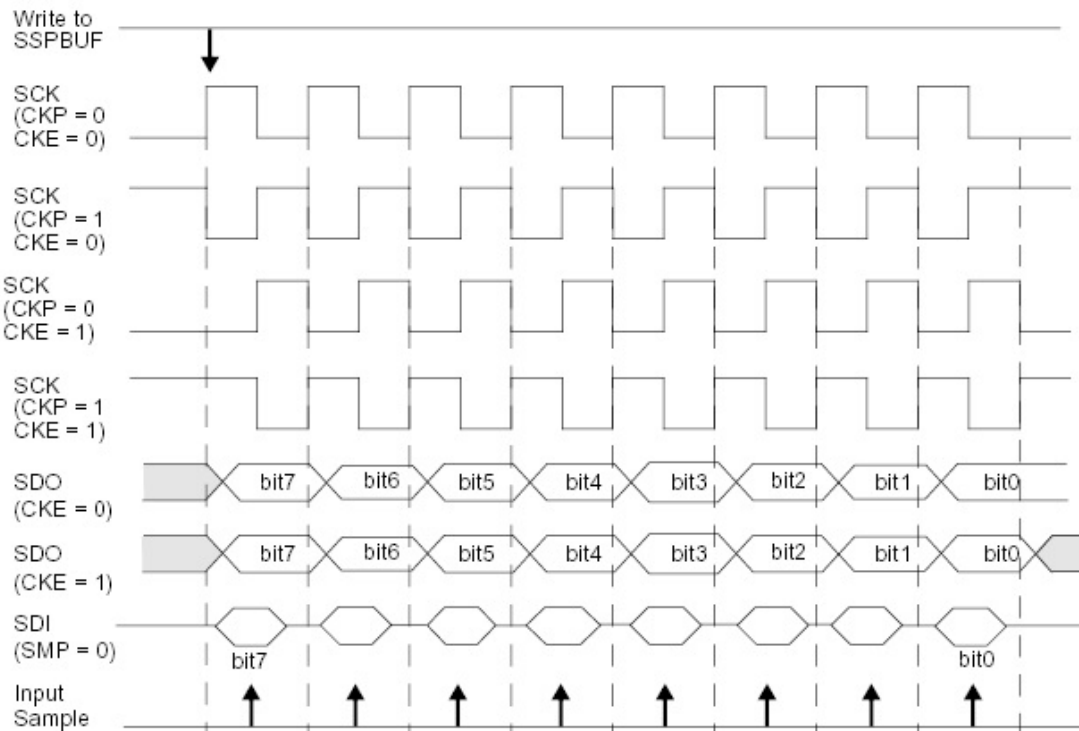 Write to
SSPBUF
SCK
(CKP = 0
CKE = 0)
SCK
(CKP = 1
CKE = 0)
SCK
(CKP = 0
CKE = 1)
SCK
(CKP = 1
CKE = 1)
SDO
(CKE = 0)
bit7 bit6 bit5 bit4 bit3 bit2 bit1 bit0
SDO
(CKE = 1)
bit7 bit6 bit5 bit4 bit3 bit2 bit1 bit0
SDI
(SMP = 0)
bit7 bit0
Input
Sample